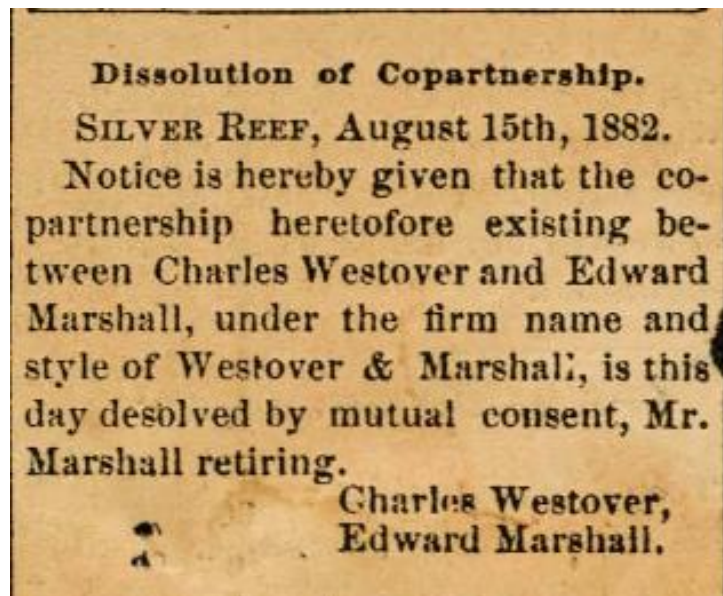 Dissolution of Copartnership.
SILVER REEF, August 15th, 1882.
Notice is hereby given that the co-
partnership heretofore existing be-
tween Charles Westover and Edward
Marshall, under the firm name and
style of Westover & Marshall, is this
day desolved by mutual consent, Mr.
Marshall retiring.
Charles Westover,
Edward Marshall.